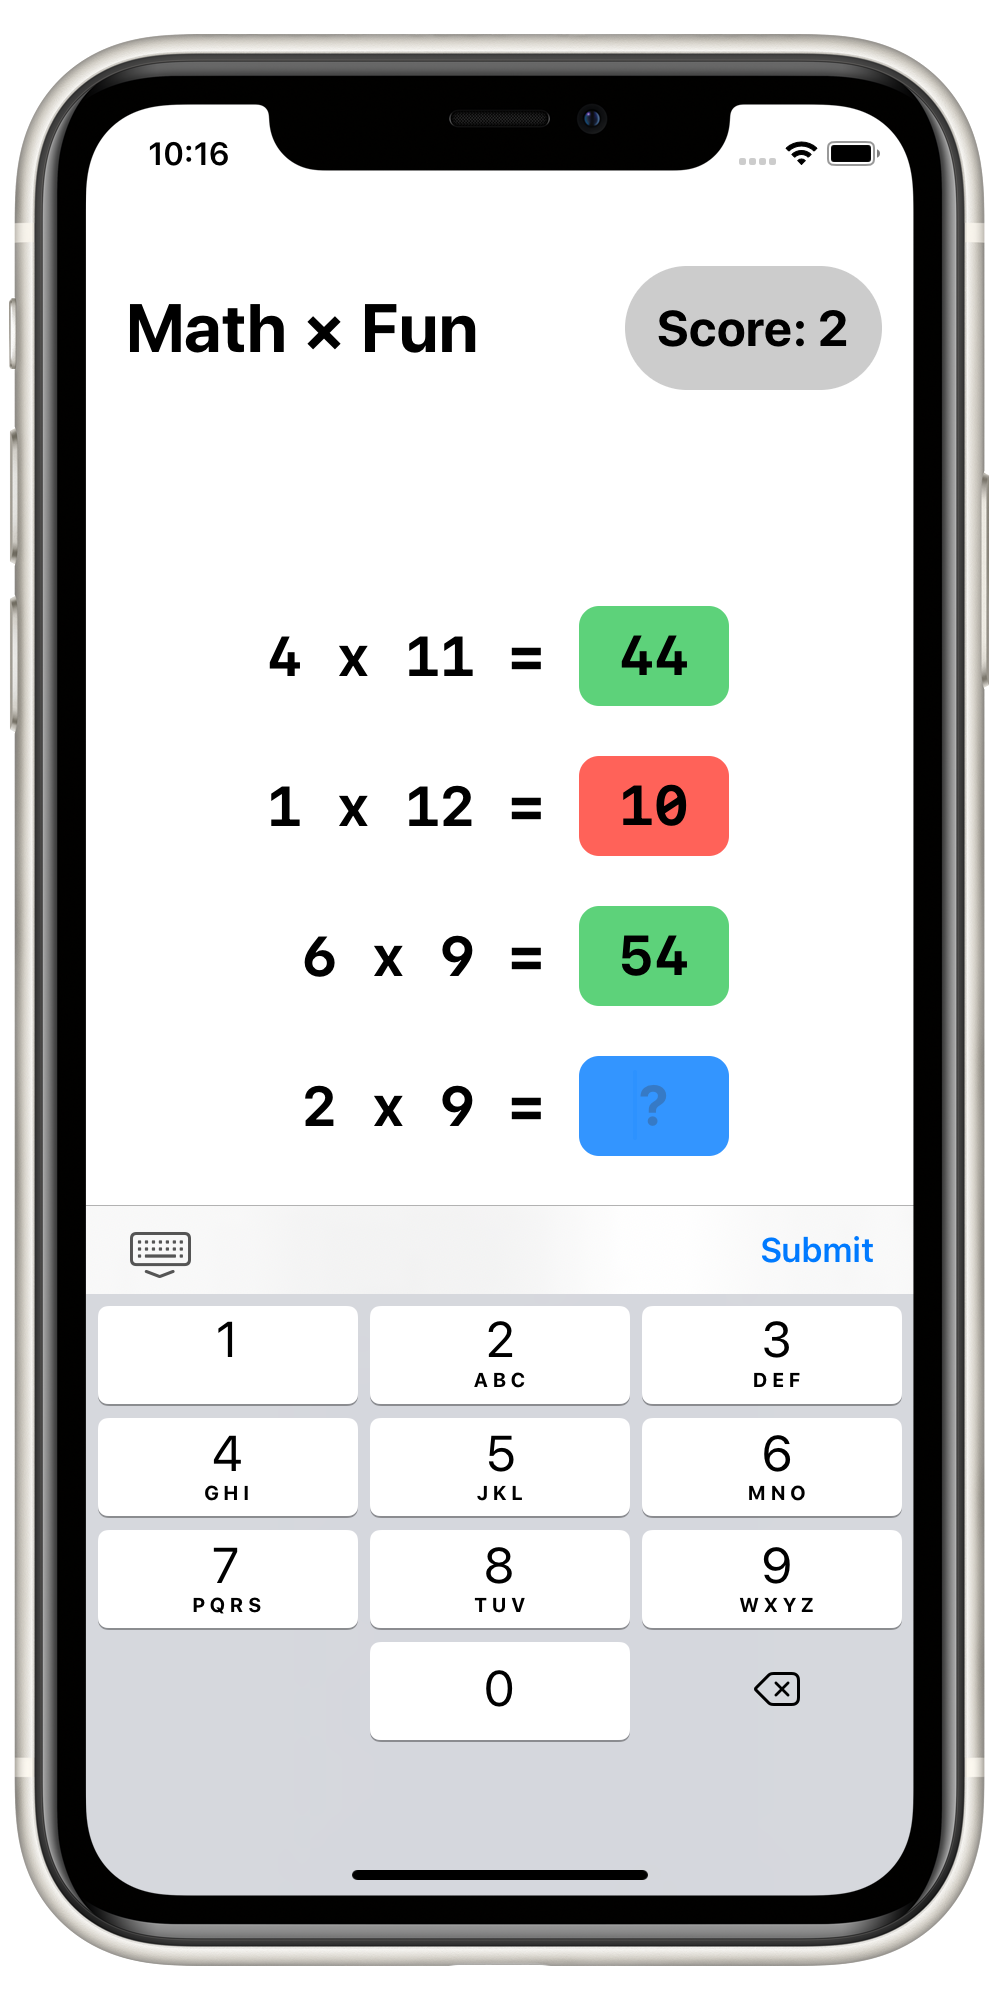 10:16
Math × Fun
Score: 2
4 x 11 = 44
1 x 12 = 10
6 x 9 = 54
2 x 9 = ?
Submit
1 2 3
ABC DEF
4 5 6
GHI JKL MNO
7 8 9
PQRS TUV WXYZ
0